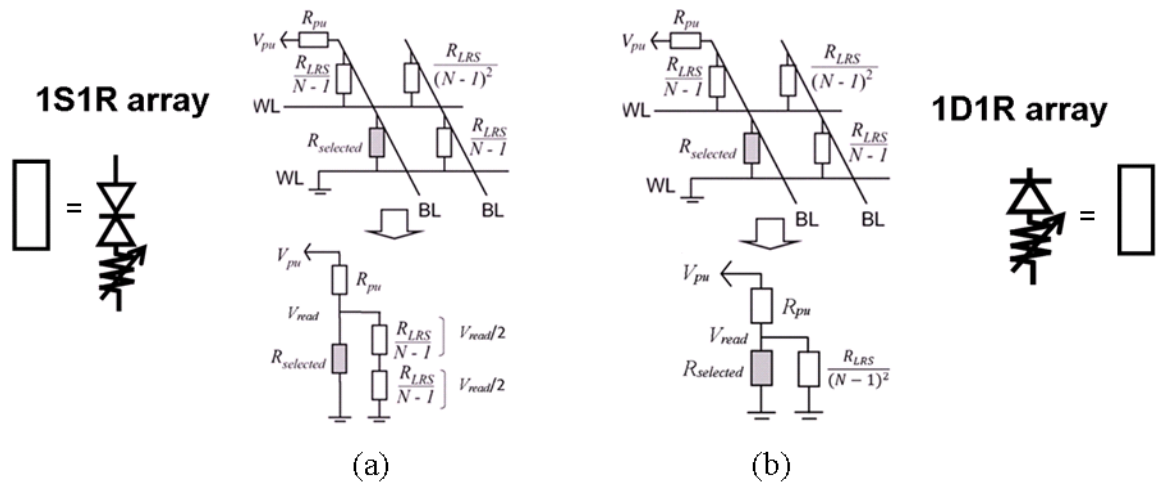 1S1R array
=
R_pu
V_pu
R_LRS
N - 1
R_LRS
(N - 1)^2
WL
R_selected
R_LRS
N - 1
WL
BL BL
V_pu
R_pu
V_read
R_selected
R_LRS
N - 1
V_read/2
R_LRS
N - 1
V_read/2
(a)
R_pu
V_pu
R_LRS
N - 1
R_LRS
(N - 1)^2
WL
R_selected
R_LRS
N - 1
WL
BL BL
V_pu
R_pu
V_read
R_selected
R_LRS
(N − 1)^2
(b)
1D1R array
=